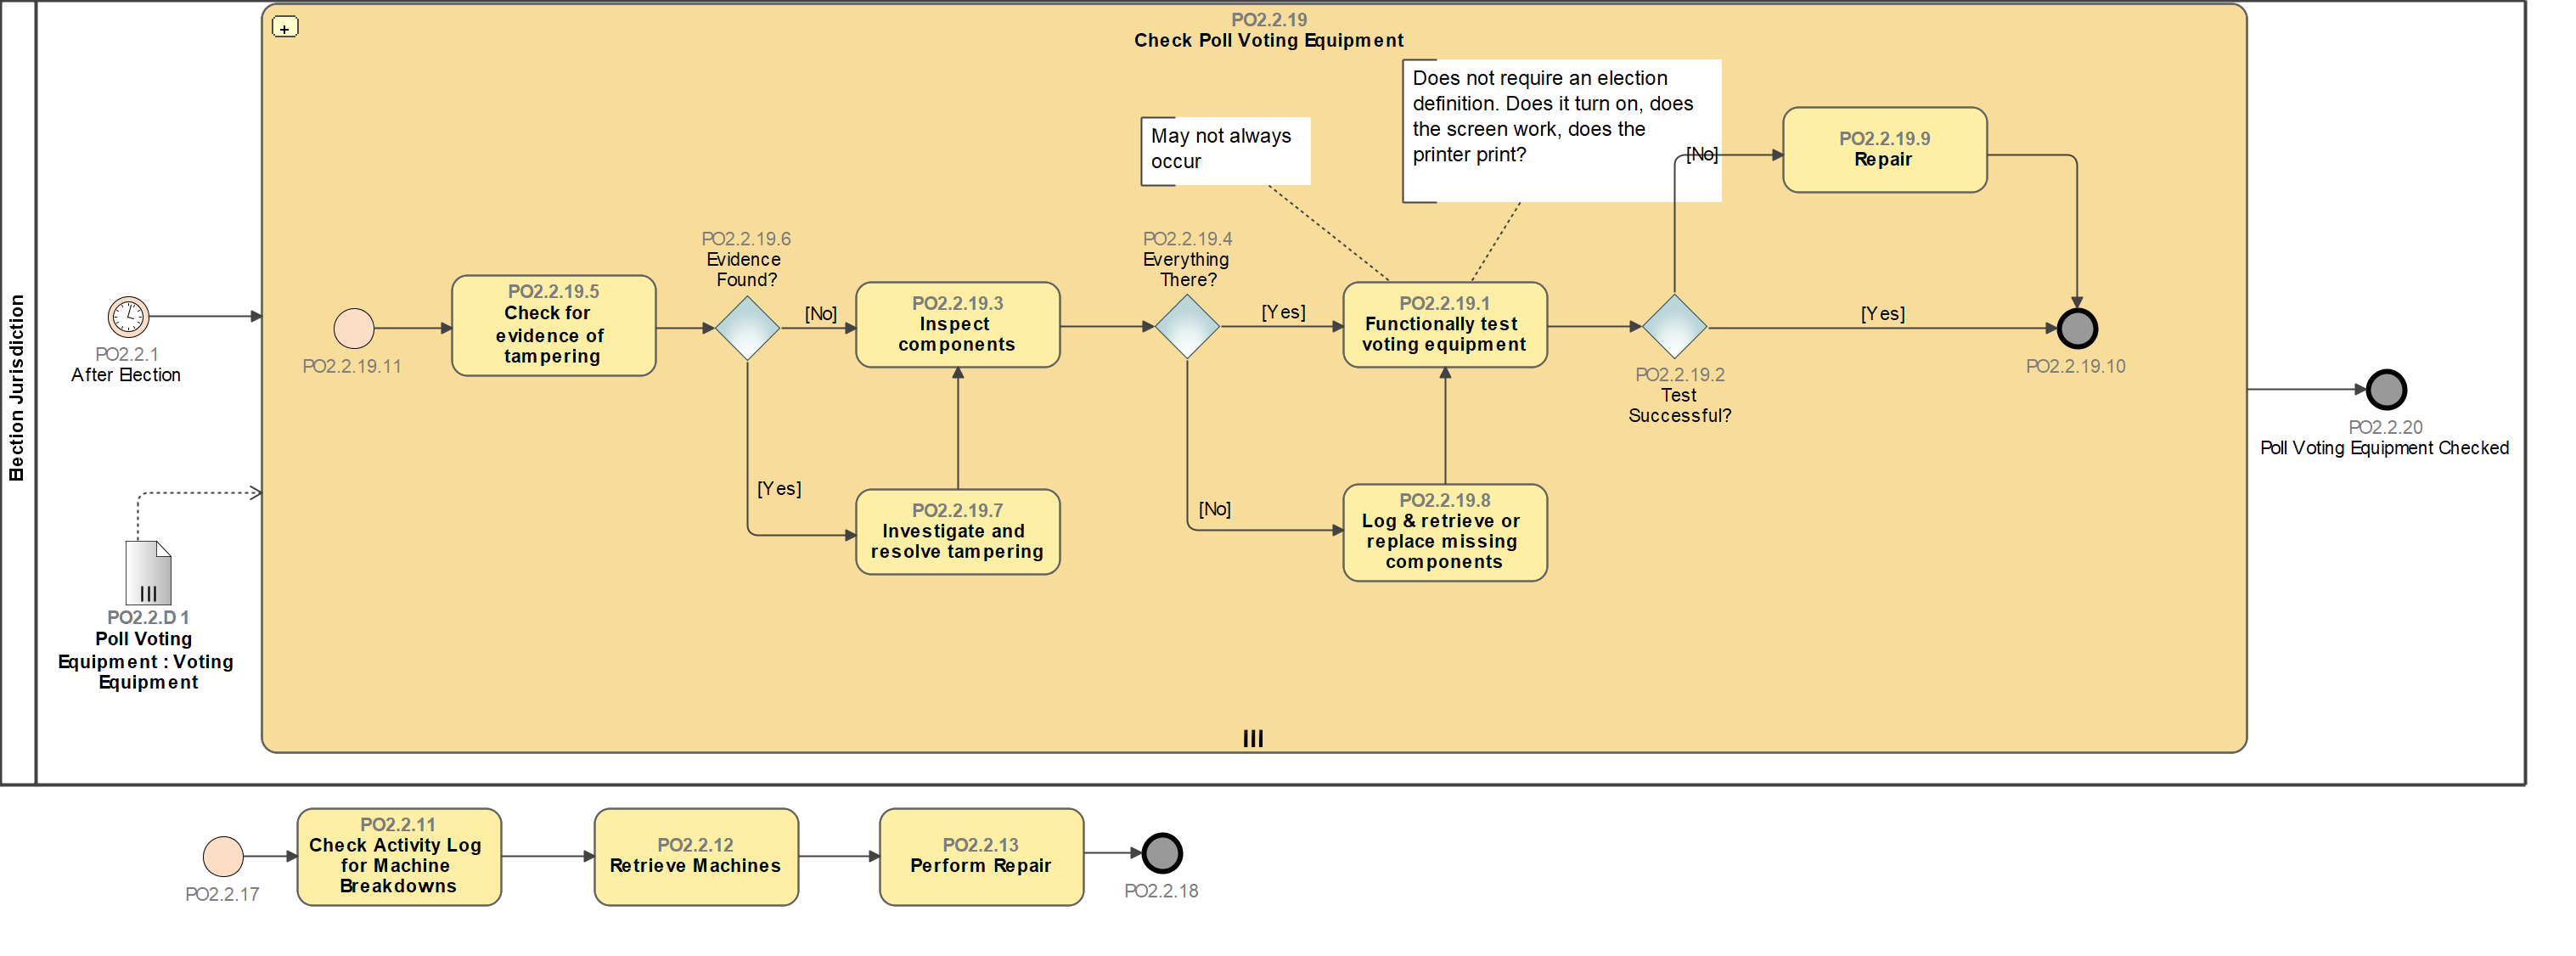 PO2.2.19
Check Poll Voting Equipment
Does not require an election
definition. Does it turn on, does
the screen work, does the
printer print?
May not always
occur
[No]
PO2.2.19.9
Repair
PO2.2.19.6
Evidence
Found?
PO2.2.19.4
Everything
There?
Election Jurisdiction
PO2.2.1
After Election
PO2.2.19.11
PO2.2.19.5
Check for
evidence of
tampering
[No]
PO2.2.19.3
Inspect
components
[Yes]
PO2.2.19.1
Functionally test
voting equipment
PO2.2.19.2
Test
Successful?
[Yes]
PO2.2.19.10
PO2.2.20
Poll Voting Equipment Checked
[Yes]
PO2.2.19.7
Investigate and
resolve tampering
[No]
PO2.2.19.8
Log & retrieve or
replace missing
components
PO2.2.D1
Poll Voting
Equipment : Voting
Equipment
PO2.2.17
PO2.2.11
Check Activity Log
for Machine
Breakdowns
PO2.2.12
Retrieve Machines
PO2.2.13
Perform Repair
PO2.2.18